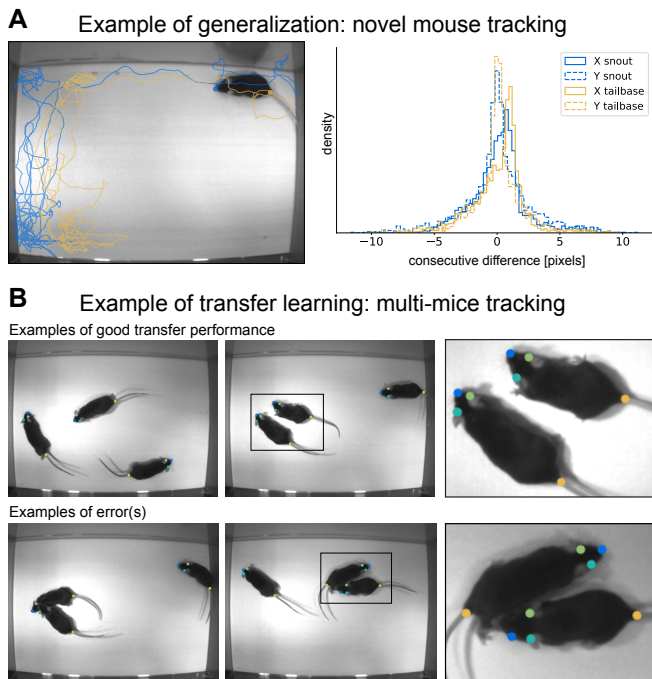 A
Example of generalization: novel mouse tracking
X snout
Y snout
X tailbase
Y tailbase
density
−10
−5
0
5
10
consecutive difference [pixels]
B
Example of transfer learning: multi-mice tracking
Examples of good transfer performance
Examples of error(s)